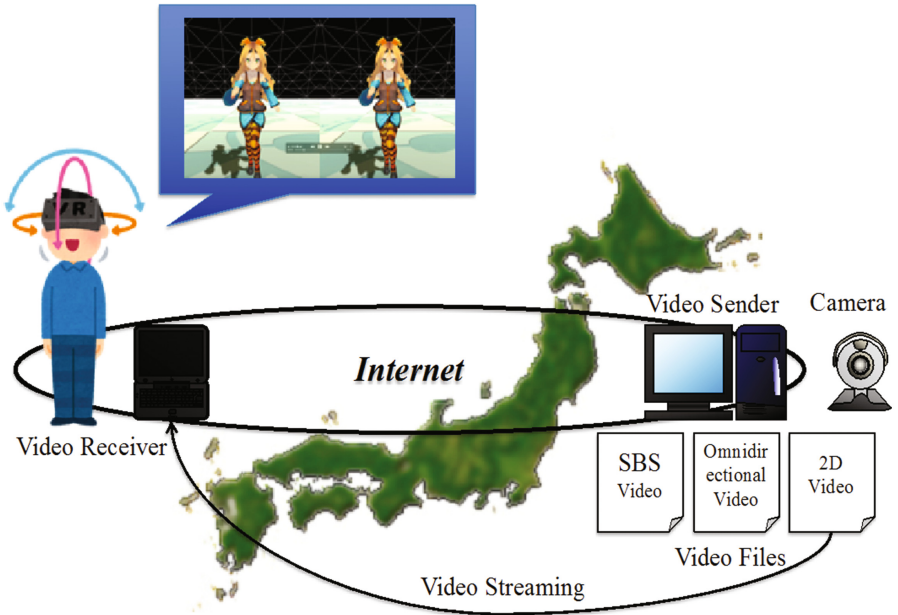 VR
Video Sender
Camera
Internet
Video Receiver
SBS
Video
Omnidir
ectional
Video
2D
Video
Video Files
Video Streaming